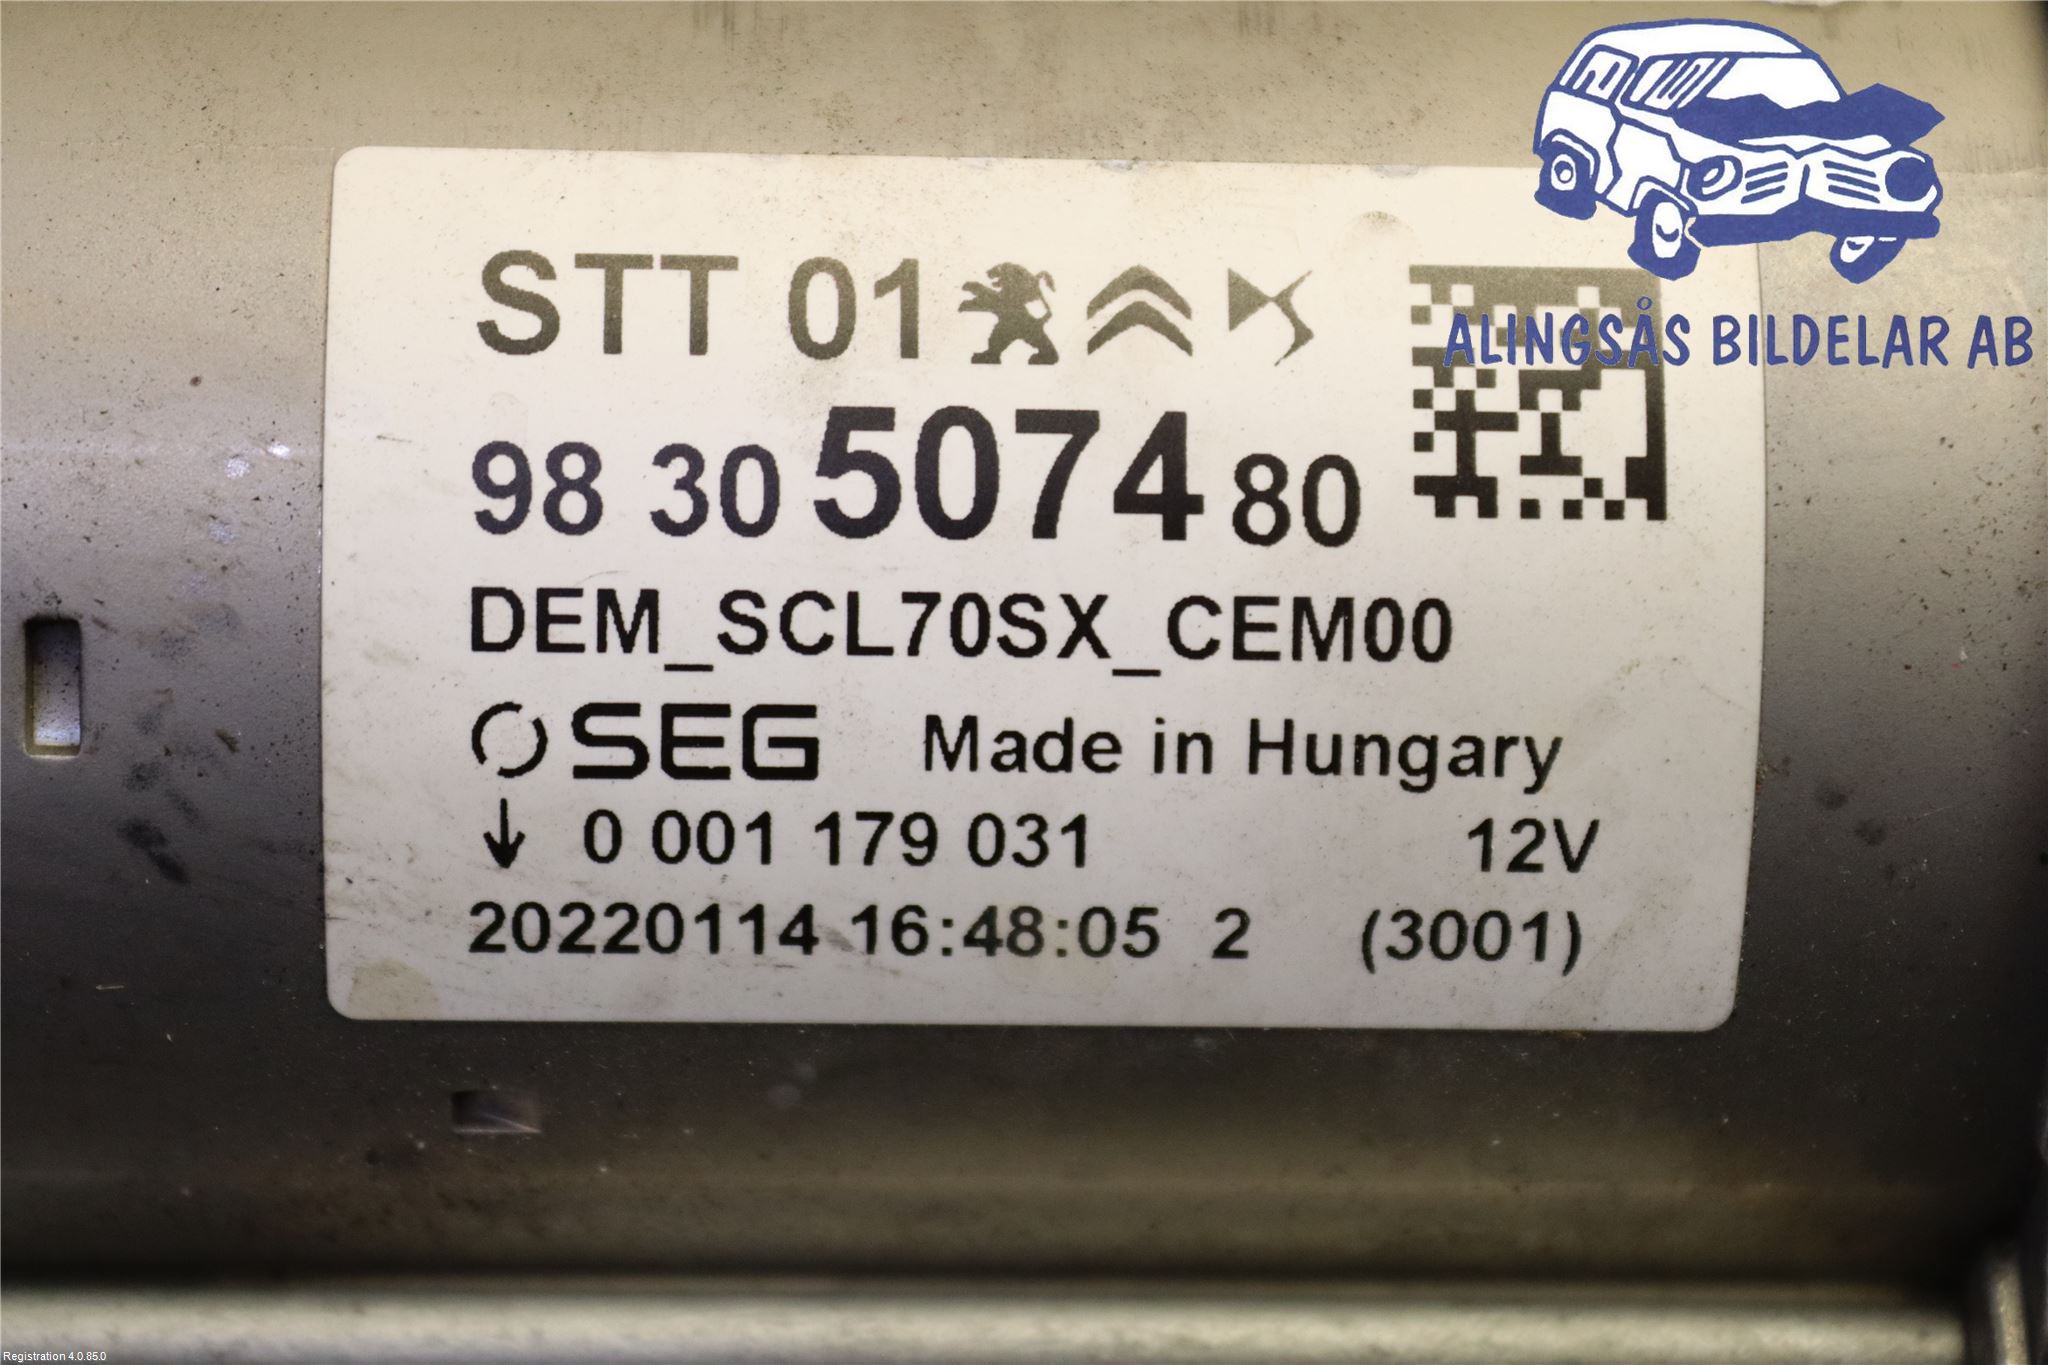 STT 01
98 30 5074 80
DEM_SCL70SX_CEM00
SEG Made in Hungary
↓ 0 001 179 031 12V
20220114 16:48:05 2 (3001)
ALINGSÅS BILDELAR AB
Registration 4.0.85.0